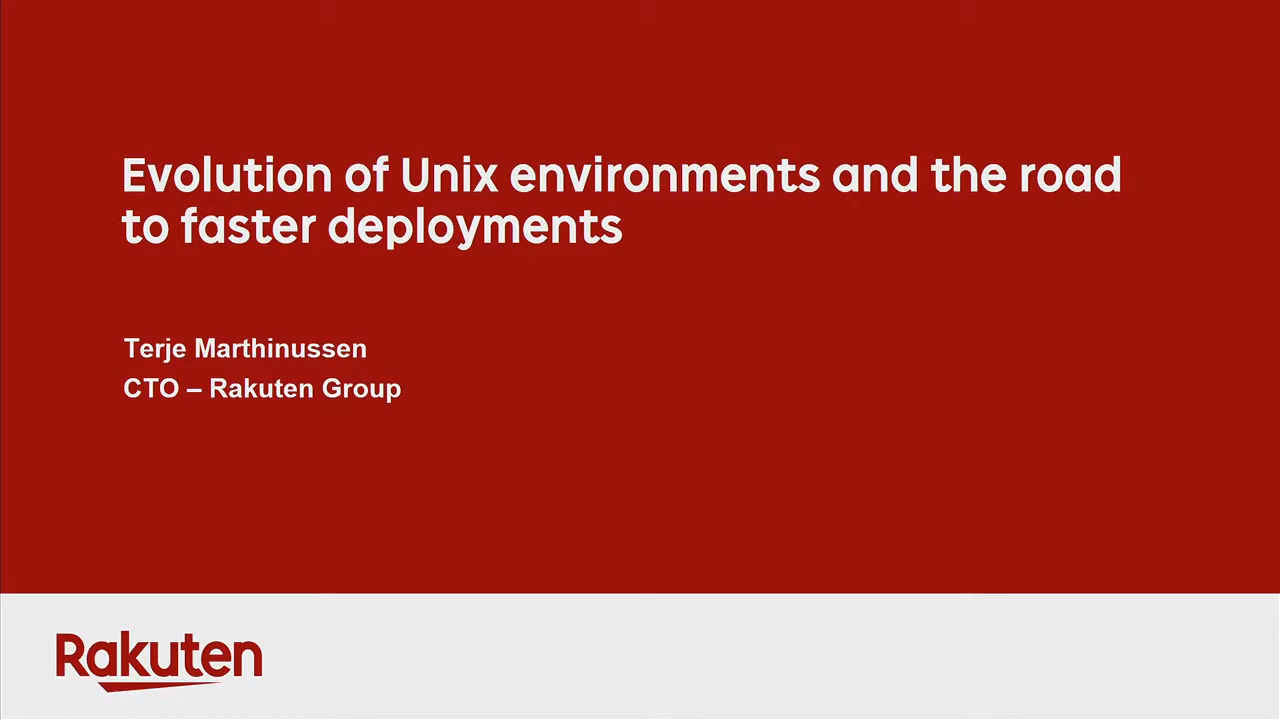 Evolution of Unix environments and the road
to faster deployments
Terje Marthinussen
CTO – Rakuten Group
Rakuten